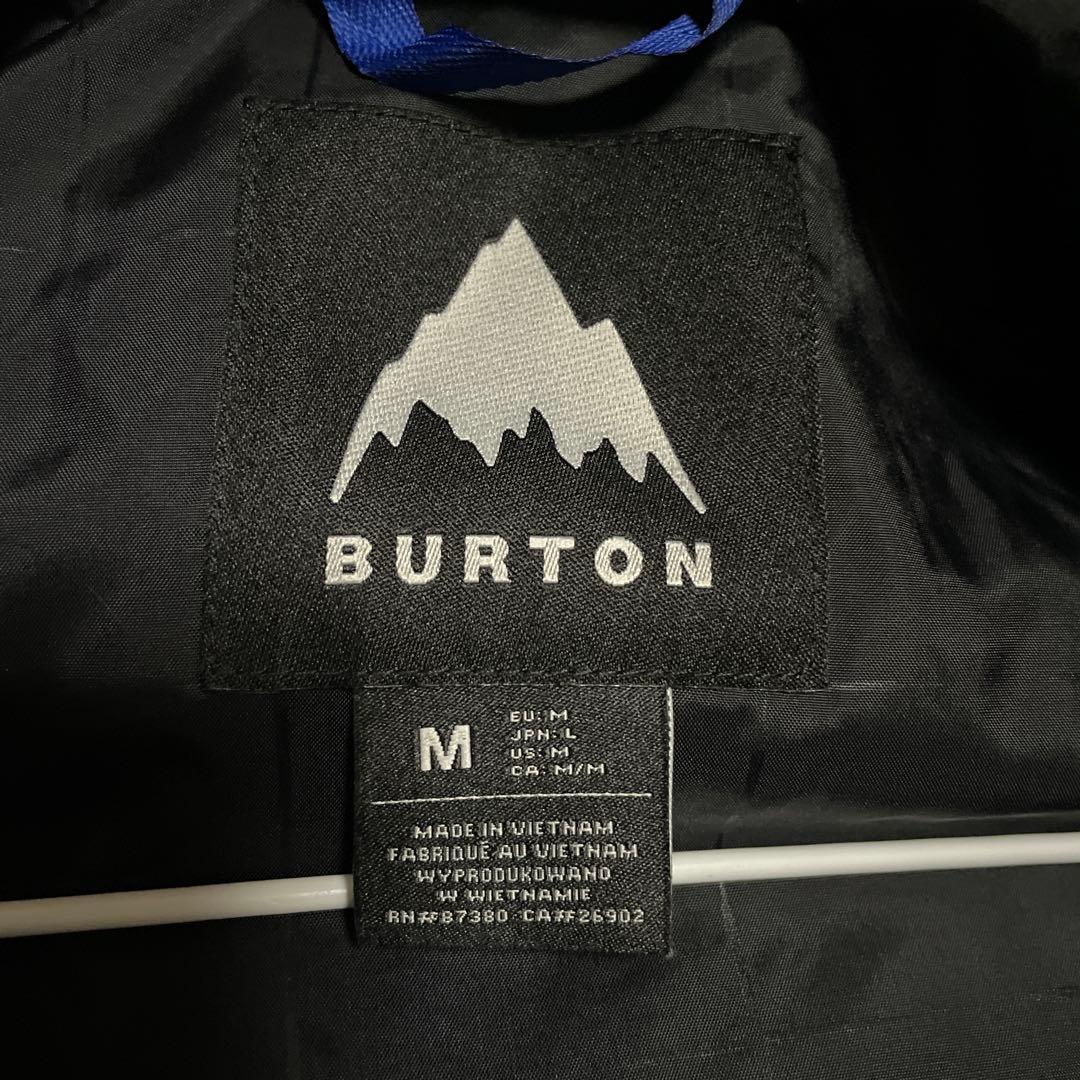 BURTON
M
EU: M
JPN: L
US: M
CA: M/M
MADE IN VIETNAM
FABRIQUÉ AU VIETNAM
WYPRODUKOWANO
W WIETNAMIE
RN#87380 CA#26902